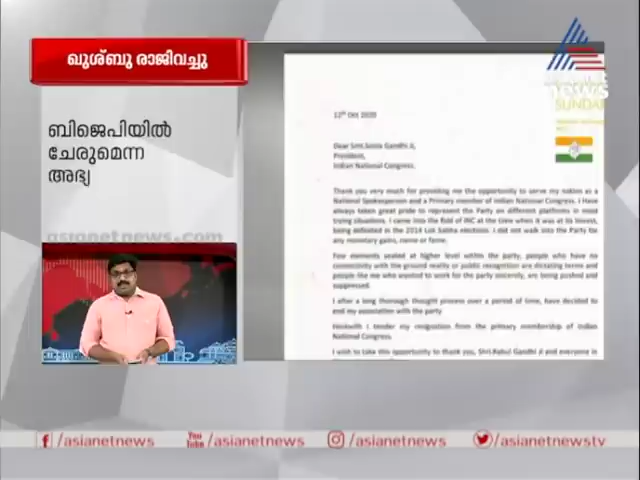 ഖുശ്ബു രാജിവച്ചു
ബിജെപിയിൽ
ചേരുമെന്ന
അഭ്യ
asianetnews.com
NEWS
SUNDAR
12th Oct 2020
Dear Smt.Sonia Gandhi Ji,
President,
Indian National Congress.
Thank you very much for providing me the opportunity to serve my nation as a
National Spokesperson and a Primary member of Indian National Congress. I have
always taken great pride to represent the Party on different platforms in most
trying situations. I came into the fold of INC at the time when it was at its lowest,
being defeated in the 2014 Lok Sabha elections. I did not walk into the Party for
any monetary gains, name or fame.
Few elements seated at higher level within the party, people who have no
connectivity with the ground reality or public recognition are dictating terms and
people like me who wanted to work for the party sincerely, are being pushed and
suppressed.
I after a long thorough thought process over a period of time, have decided to
end my association with the party
Herewith I tender my resignation from the primary membership of Indian
National Congress.
I wish to take this opportunity to thank you, Shri.Rahul Gandhi Ji and everyone in
/asianetnews
You Tube /asianetnews
/asianetnews
/asianetnewstv